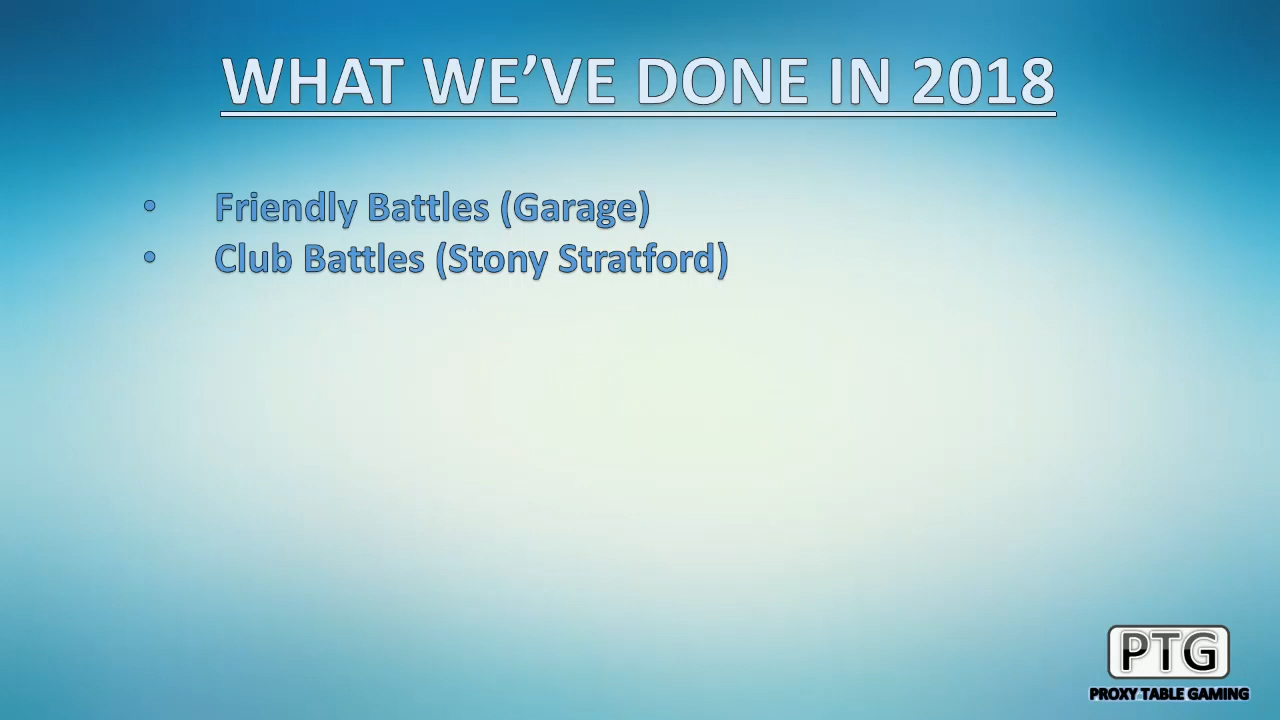 WHAT WE’VE DONE IN 2018
• Friendly Battles (Garage)
• Club Battles (Stony Stratford)
PTG
PROXY TABLE GAMING